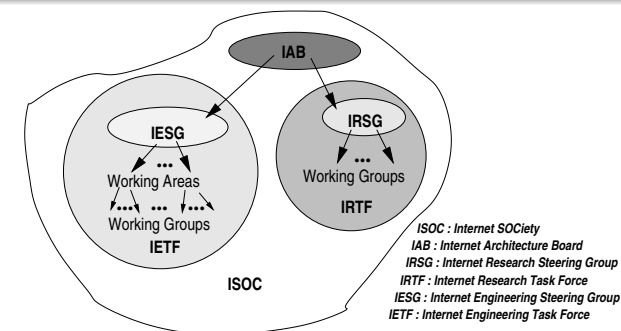 IAB
IESG
IRSG
...
Working Areas
...
Working Groups
... ... ...
Working Groups
IRTF
IETF
ISOC
ISOC : Internet SOCiety
IAB : Internet Architecture Board
IRSG : Internet Research Steering Group
IRTF : Internet Research Task Force
IESG : Internet Engineering Steering Group
IETF : Internet Engineering Task Force